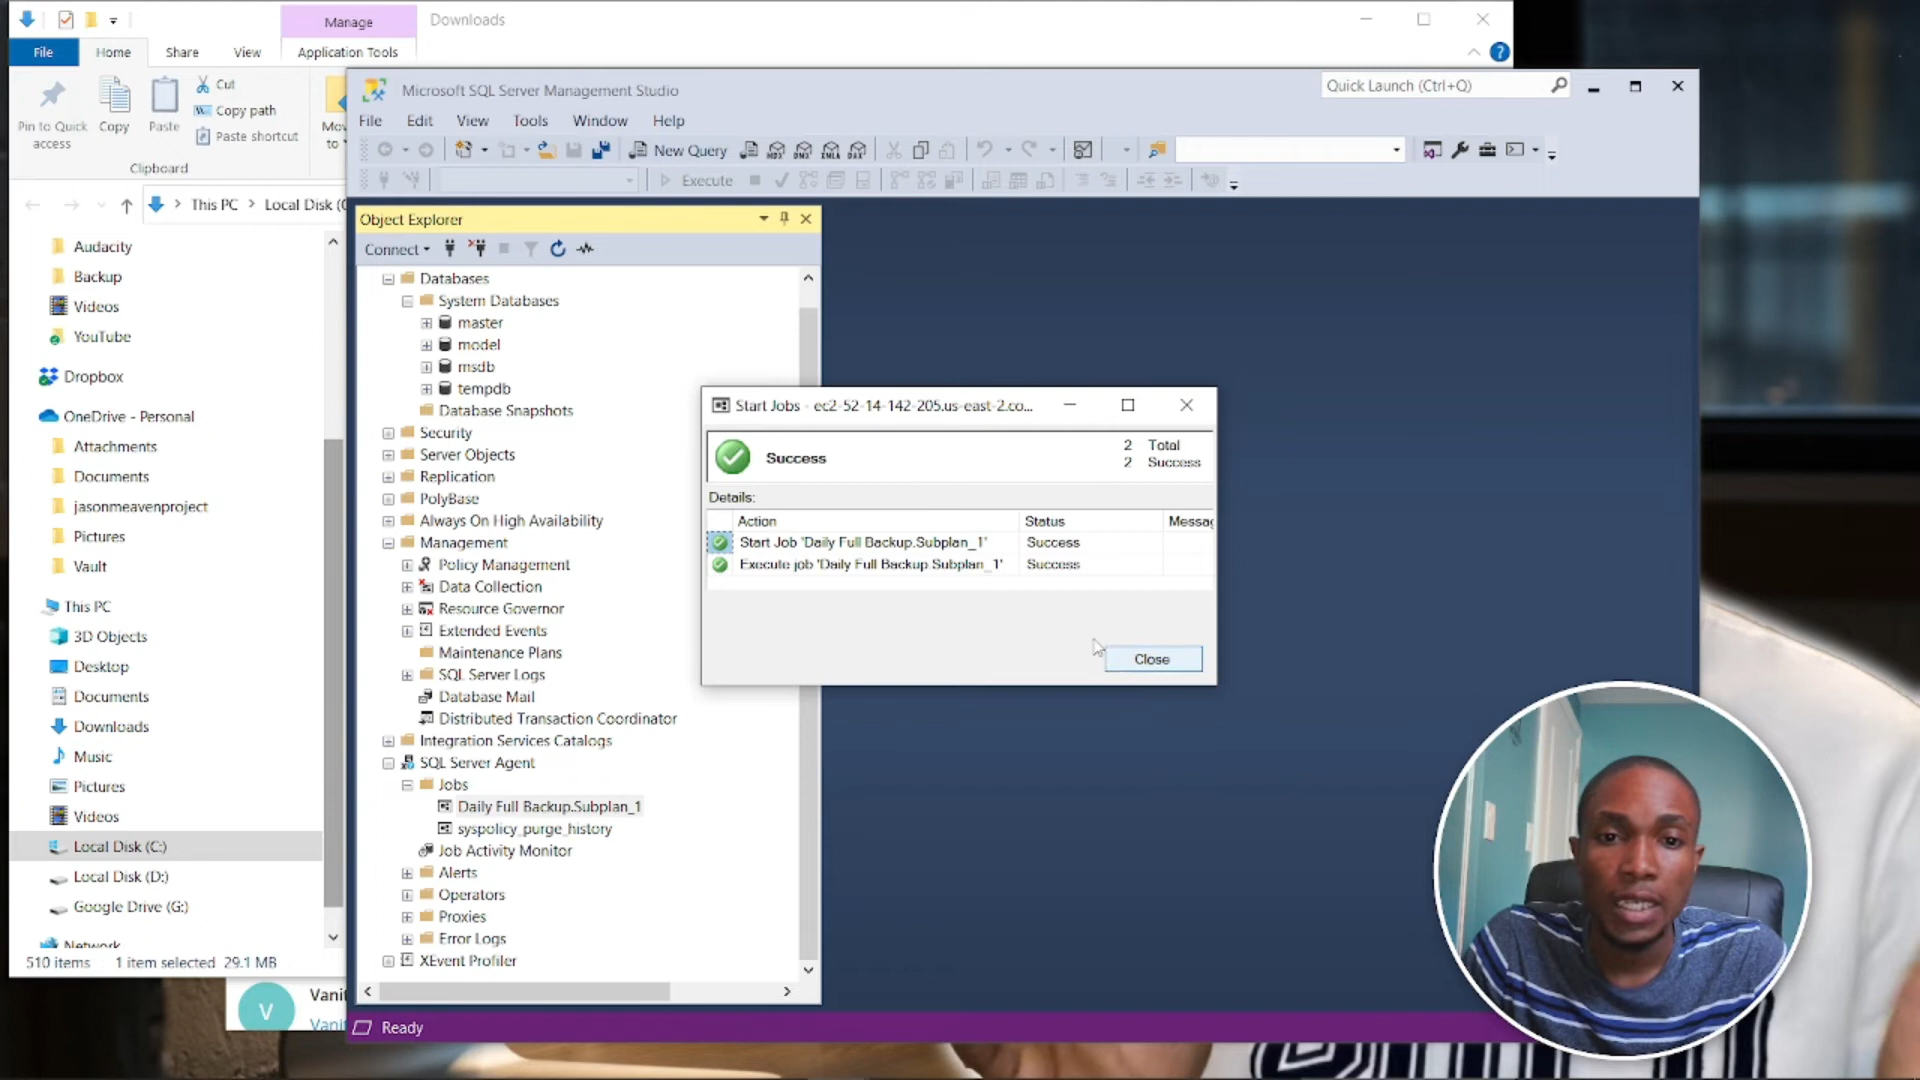 Manage
Downloads
File
Home
Share
View
Application Tools
Pin to Quick
access
Copy
Paste
Cut
Copy path
Paste shortcut
to
Clipboard
This PC
Local Disk
Audacity
Backup
Videos
YouTube
Dropbox
OneDrive - Personal
Attachments
Documents
jasonmeavenproject
Pictures
Vault
This PC
3D Objects
Desktop
Documents
Downloads
Music
Pictures
Videos
Local Disk (C:)
Local Disk (D:)
Google Drive (G:)
Network
510 items
1 item selected 29.1 MB
V
Microsoft SQL Server Management Studio
Quick Launch (Ctrl+Q)
File
Edit
View
Tools
Window
Help
New Query
Execute
Object Explorer
Connect
Databases
System Databases
master
model
msdb
tempdb
Database Snapshots
Security
Server Objects
Replication
PolyBase
Always On High Availability
Management
Policy Management
Data Collection
Resource Governor
Extended Events
Maintenance Plans
SQL Server Logs
Database Mail
Distributed Transaction Coordinator
Integration Services Catalogs
SQL Server Agent
Jobs
Daily Full Backup.Subplan_1
syspolicy_purge_history
Job Activity Monitor
Alerts
Operators
Proxies
Error Logs
XEvent Profiler
Ready
Start Jobs - ec2-52-14-142-205.us-east-2.co...
Success
2 Total
2 Success
Details:
Action Status
Start Job 'Daily Full Backup.Subplan_1' Success
Execute job 'Daily Full Backup.Subplan_1' Success
Close